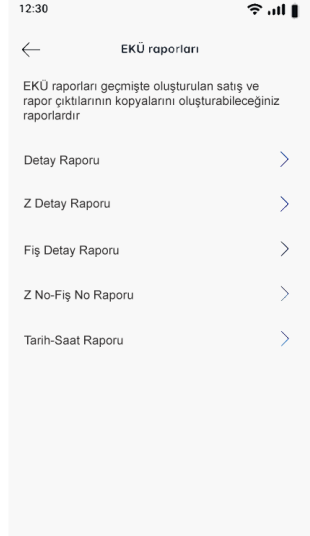 12:30
EKÜ raporları
EKÜ raporları geçmişte oluşturulan satış ve
rapor çıktılarının kopyalarını oluşturabileceğiniz
raporlardır
Detay Raporu
Z Detay Raporu
Fiş Detay Raporu
Z No-Fiş No Raporu
Tarih-Saat Raporu